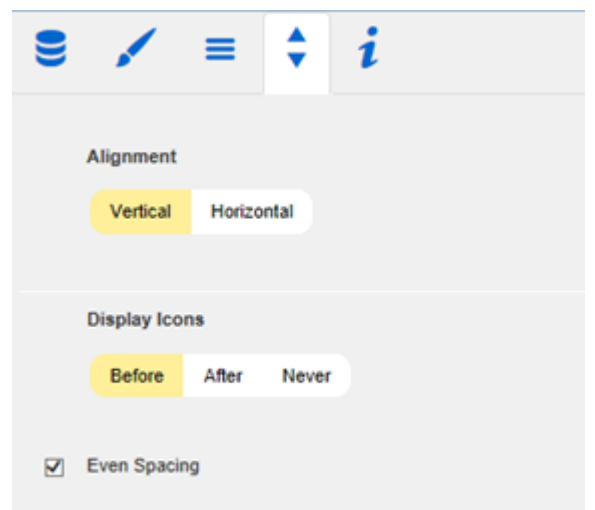 Alignment
Vertical Horizontal
Display Icons
Before After Never
Even Spacing